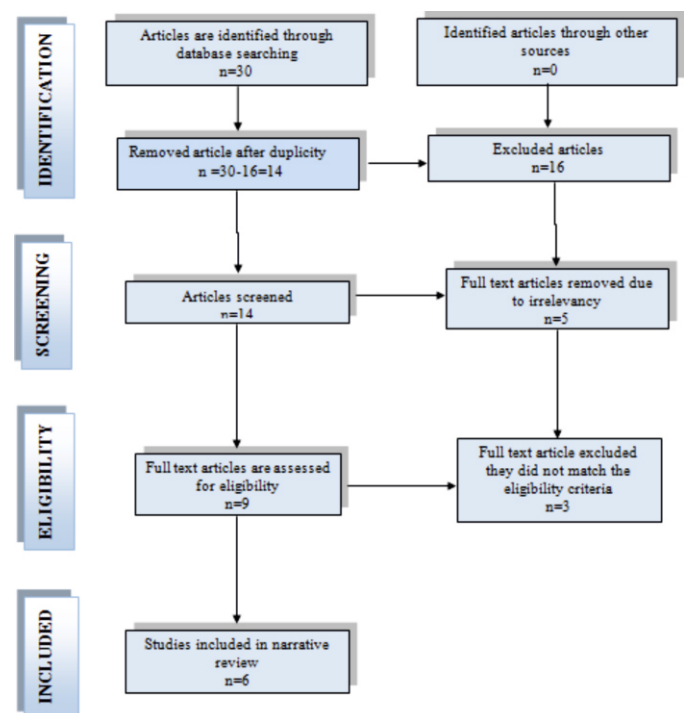 IDENTIFICATION
Articles are identified through
database searching
n=30
Identified articles through other
sources
n=0
Removed article after duplicity
n =30-16=14
Excluded articles
n=16
SCREENING
Articles screened
n=14
Full text articles removed due
to irrelevancy
n=5
ELIGIBILITY
Full text articles are assessed
for eligibility
n=9
Full text article excluded
they did not match the
eligibility criteria
n=3
INCLUDED
Studies included in narrative
review
n=6